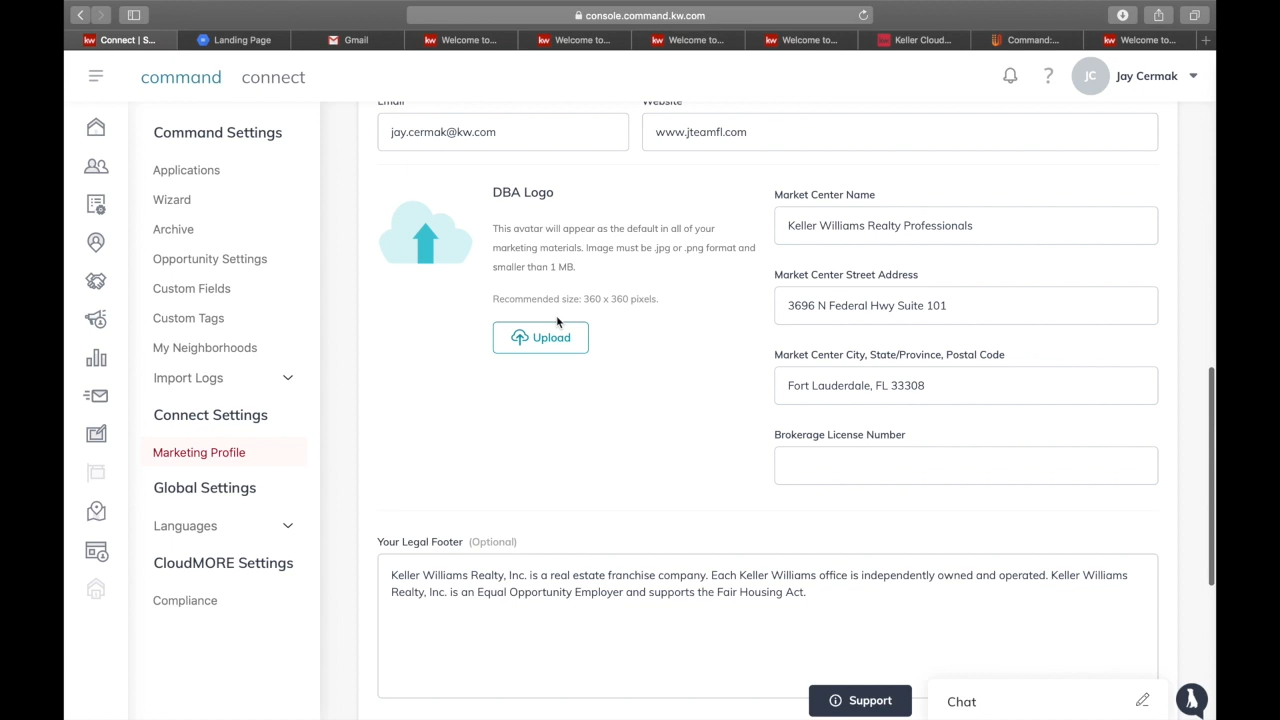 console.command.kw.com
kw Connect | S...
Landing Page
Gmail
kw Welcome to...
kw Welcome to...
kw Welcome to...
kw Welcome to...
kw Keller Cloud...
Command:...
kw Welcome to...
command
connect
?
JC
Jay Cermak
Command Settings
Applications
Wizard
Archive
Opportunity Settings
Custom Fields
Custom Tags
My Neighborhoods
Import Logs
Connect Settings
Marketing Profile
Global Settings
Languages
CloudMORE Settings
Compliance
Email
Website
jay.cermak@kw.com
www.jteamfl.com
DBA Logo
This avatar will appear as the default in all of your
marketing materials. Image must be .jpg or .png format and
smaller than 1 MB.
Recommended size: 360 x 360 pixels.
Upload
Market Center Name
Keller Williams Realty Professionals
Market Center Street Address
3696 N Federal Hwy Suite 101
Market Center City, State/Province, Postal Code
Fort Lauderdale, FL 33308
Brokerage License Number
Your Legal Footer (Optional)
Keller Williams Realty, Inc. is a real estate franchise company. Each Keller Williams office is independently owned and operated. Keller Williams
Realty, Inc. is an Equal Opportunity Employer and supports the Fair Housing Act.
Support
Chat